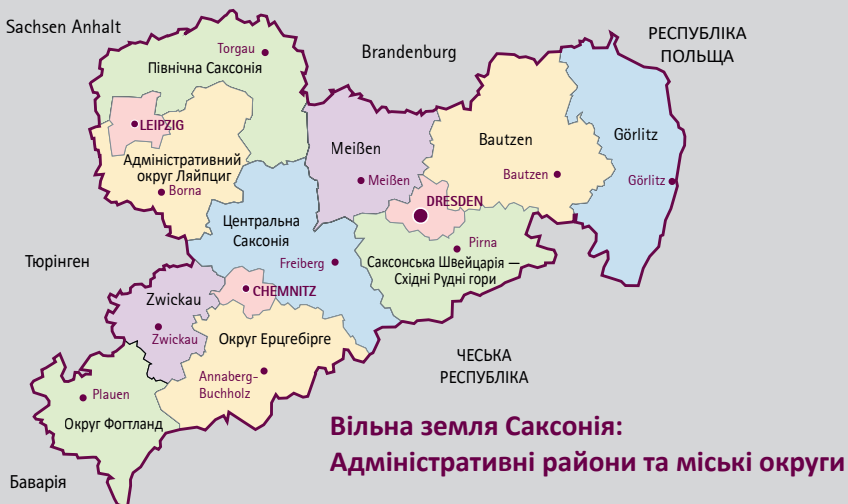 Sachsen Anhalt
Brandenburg
РЕСПУБЛІКА
ПОЛЬЩА
Torgau
Північна Саксонія
LEIPZIG
Адміністративний
округ Ляйпциг
Borna
Meißen
Meißen
Bautzen
Bautzen
Görlitz
Görlitz
DRESDEN
Центральна
Саксонія
Freiberg
Pirna
Саксонська Швейцарія —
Східні Рудні гори
Тюрінген
Zwickau
Zwickau
CHEMNITZ
Округ Ерцгебірге
Annaberg-
Buchholz
ЧЕСЬКА
РЕСПУБЛІКА
Plauen
Округ Фогтланд
Баварія
Вільна земля Саксонія:
Адміністративні райони та міські округи